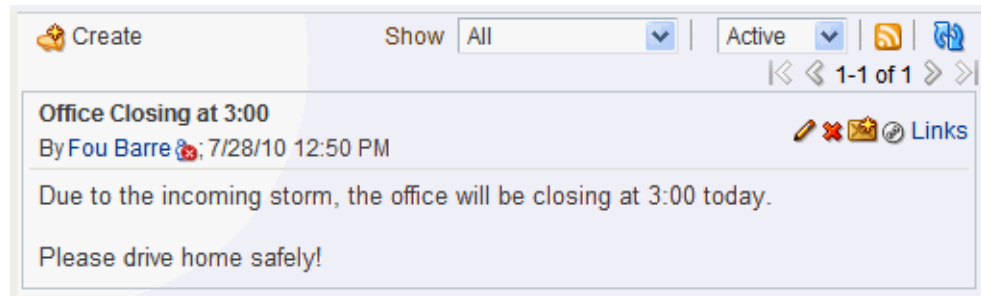 Create Show All Active
1-1 of 1
Office Closing at 3:00
By Fou Barre ; 7/28/10 12:50 PM Links
Due to the incoming storm, the office will be closing at 3:00 today.
Please drive home safely!